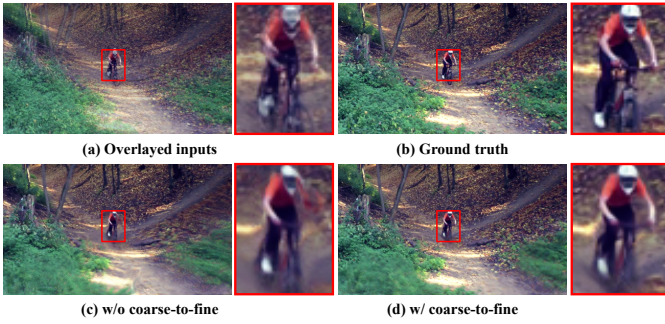 (a) Overlayed inputs
(b) Ground truth
(c) w/o coarse-to-fine
(d) w/ coarse-to-fine